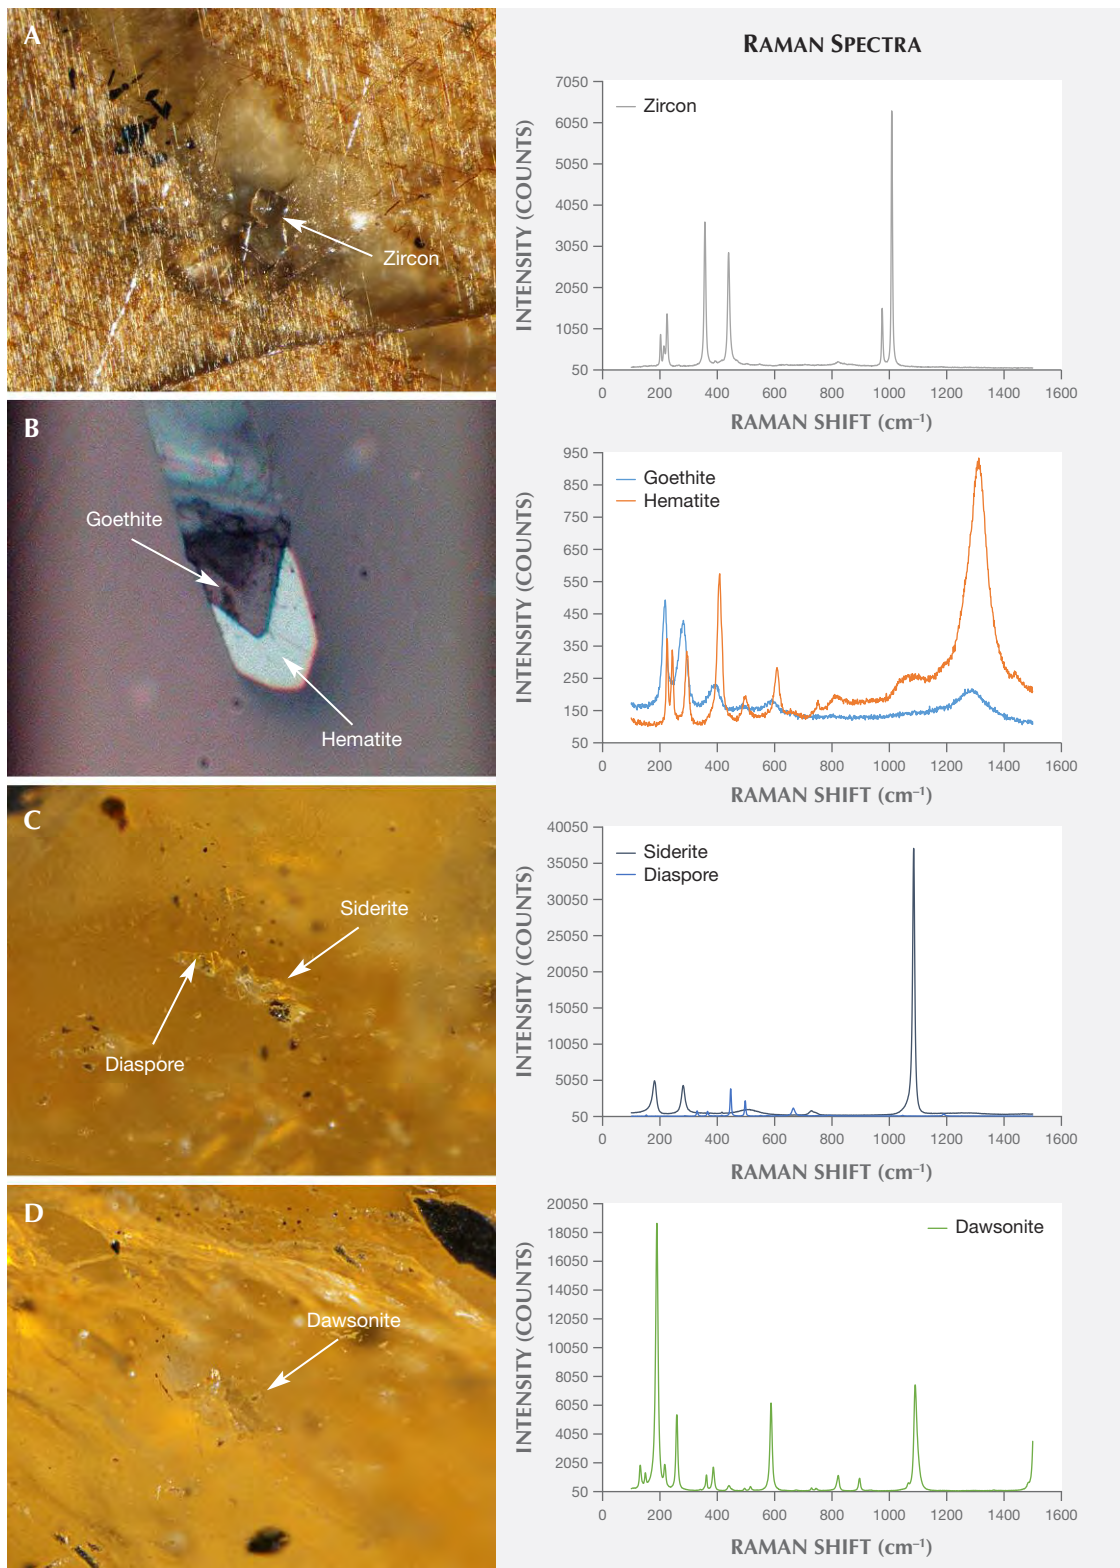 A
Zircon
B
Goethite
Hematite
C
Siderite
Diaspore
D
Dawsonite
RAMAN SPECTRA
7050
6050
5050
4050
3050
2050
1050
50
INTENSITY (COUNTS)
Zircon
0 200 400 600 800 1000 1200 1400 1600
RAMAN SHIFT (cm⁻¹)
950
850
750
650
550
450
350
250
150
50
INTENSITY (COUNTS)
Goethite
Hematite
0 200 400 600 800 1000 1200 1400 1600
RAMAN SHIFT (cm⁻¹)
40050
35050
30050
25050
20050
15050
10050
5050
50
INTENSITY (COUNTS)
Siderite
Diaspore
0 200 400 600 800 1000 1200 1400 1600
RAMAN SHIFT (cm⁻¹)
20050
18050
16050
14050
12050
10050
8050
6050
4050
2050
50
INTENSITY (COUNTS)
Dawsonite
0 200 400 600 800 1000 1200 1400 1600
RAMAN SHIFT (cm⁻¹)